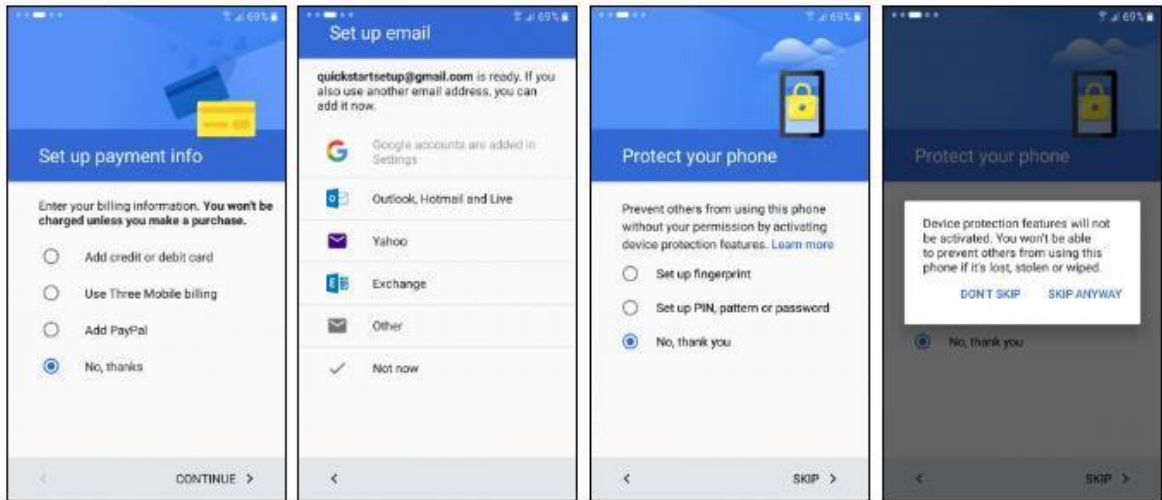 69%
Set up payment info
Enter your billing information. You won't be
charged unless you make a purchase.
Add credit or debit card
Use Three Mobile billing
Add PayPal
No, thanks
CONTINUE >
69%
Set up email
quickstartsetup@gmail.com is ready. If you
also use another email address, you can
add it now.
Google accounts are added in
Settings
Outlook, Hotmail and Live
Yahoo
Exchange
Other
Not now
69%
Protect your phone
Prevent others from using this phone
without your permission by activating
device protection features. Learn more
Set up fingerprint
Set up PIN, pattern or password
No, thank you
SKIP >
69%
Protect your phone
Device protection features will not
be activated. You won't be able
to prevent others from using this
phone if it's lost, stolen or wiped.
DON'T SKIP SKIP ANYWAY
No, thank you
SKIP >